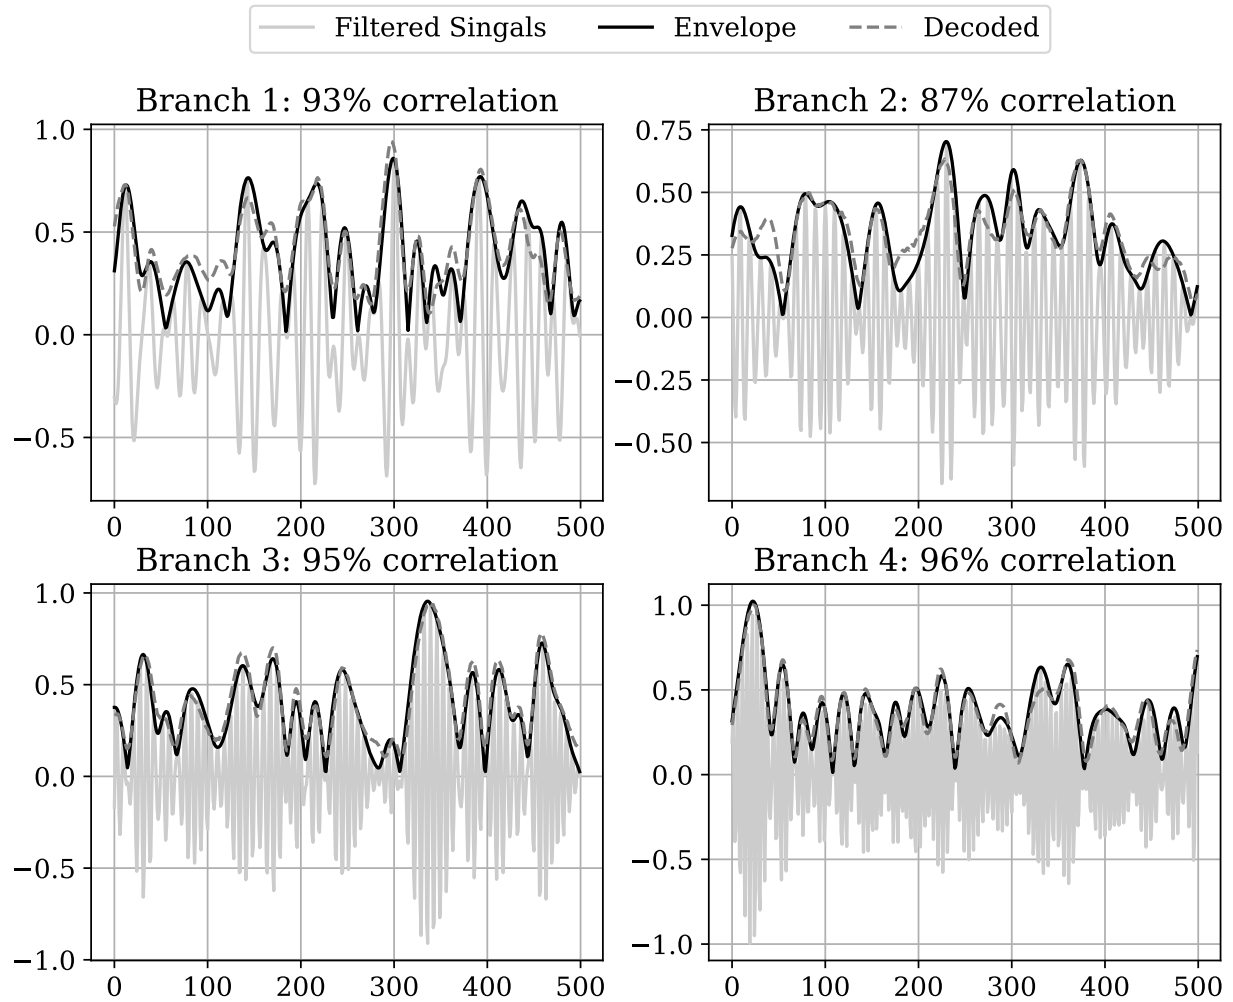 Filtered Singals Envelope Decoded
Branch 1: 93% correlation
1.0
0.5
0.0
−0.5
0 100 200 300 400 500
Branch 2: 87% correlation
0.75
0.50
0.25
0.00
−0.25
−0.50
0 100 200 300 400 500
Branch 3: 95% correlation
1.0
0.5
0.0
−0.5
−1.0
0 100 200 300 400 500
Branch 4: 96% correlation
1.0
0.5
0.0
−0.5
−1.0
0 100 200 300 400 500